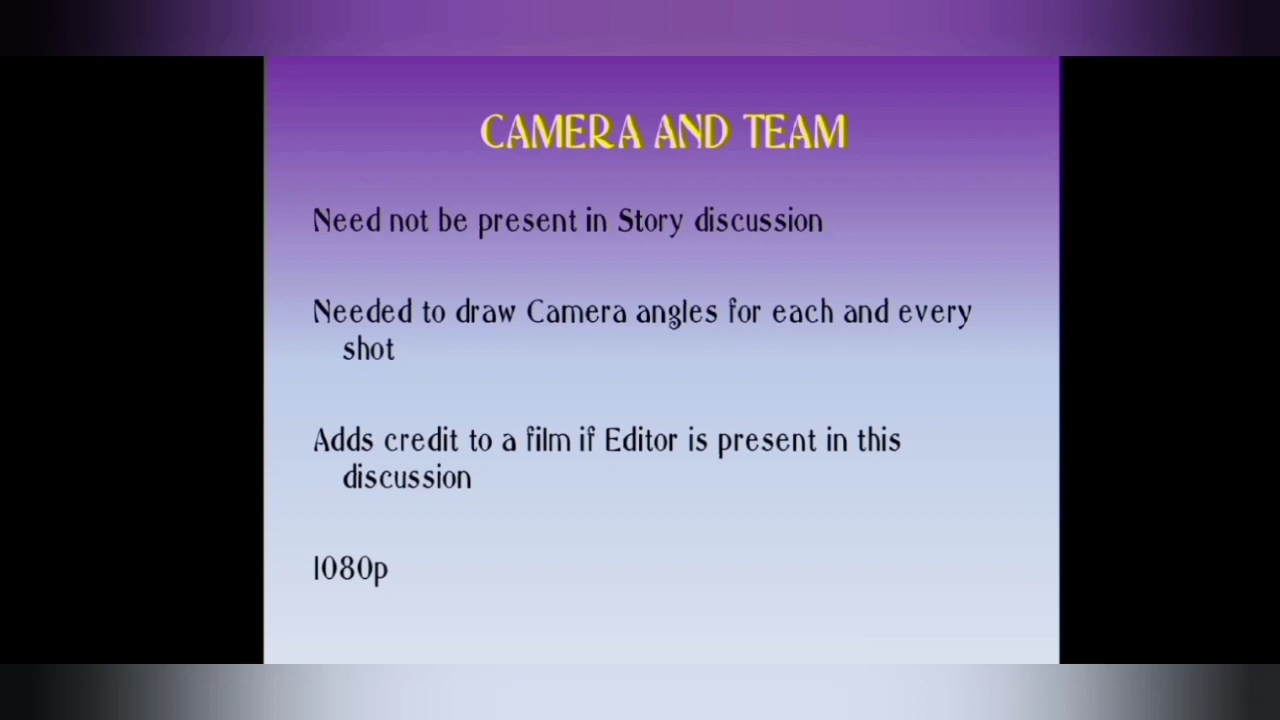 CAMERA AND TEAM
Need not be present in Story discussion
Needed to draw Camera angles for each and every
shot
Adds credit to a film if Editor is present in this
discussion
1080p